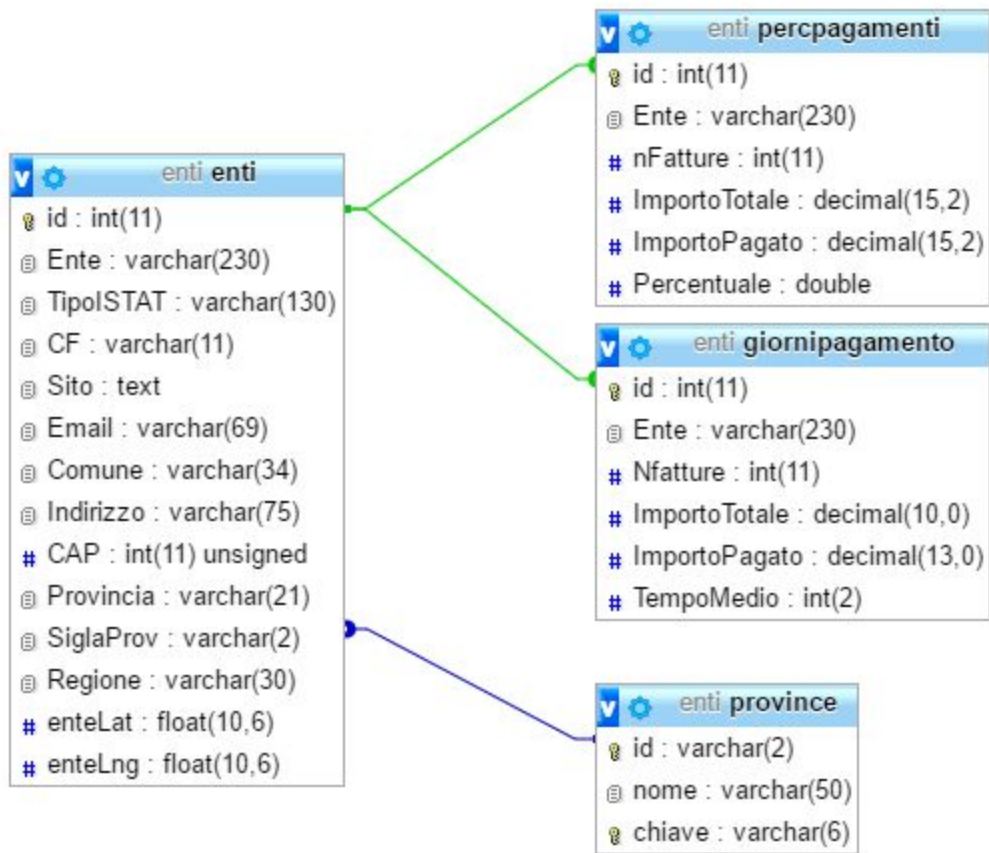 enti enti
id : int(11)
Ente : varchar(230)
TipoISTAT : varchar(130)
CF : varchar(11)
Sito : text
Email : varchar(69)
Comune : varchar(34)
Indirizzo : varchar(75)
CAP : int(11) unsigned
Provincia : varchar(21)
SiglaProv : varchar(2)
Regione : varchar(30)
enteLat : float(10,6)
enteLng : float(10,6)
enti percpagamenti
id : int(11)
Ente : varchar(230)
nFatture : int(11)
ImportoTotale : decimal(15,2)
ImportoPagato : decimal(15,2)
Percentuale : double
enti giornipagamento
id : int(11)
Ente : varchar(230)
Nfatture : int(11)
ImportoTotale : decimal(10,0)
ImportoPagato : decimal(13,0)
TempoMedio : int(2)
enti province
id : varchar(2)
nome : varchar(50)
chiave : varchar(6)